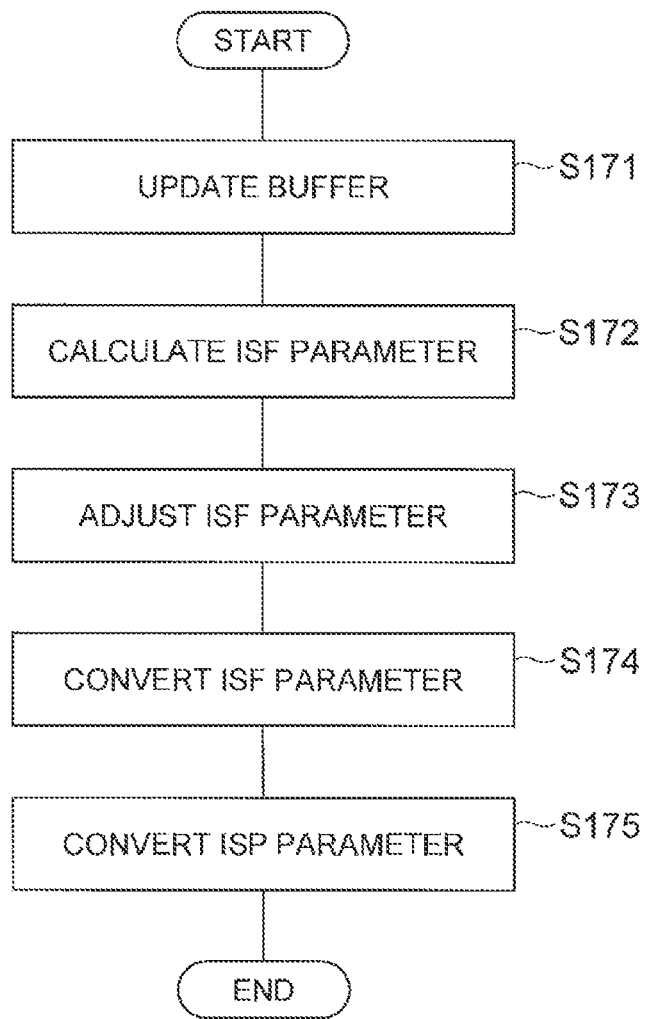 START
UPDATE BUFFER
S171
CALCULATE ISF PARAMETER
S172
ADJUST ISF PARAMETER
S173
CONVERT ISF PARAMETER
S174
CONVERT ISP PARAMETER
S175
END